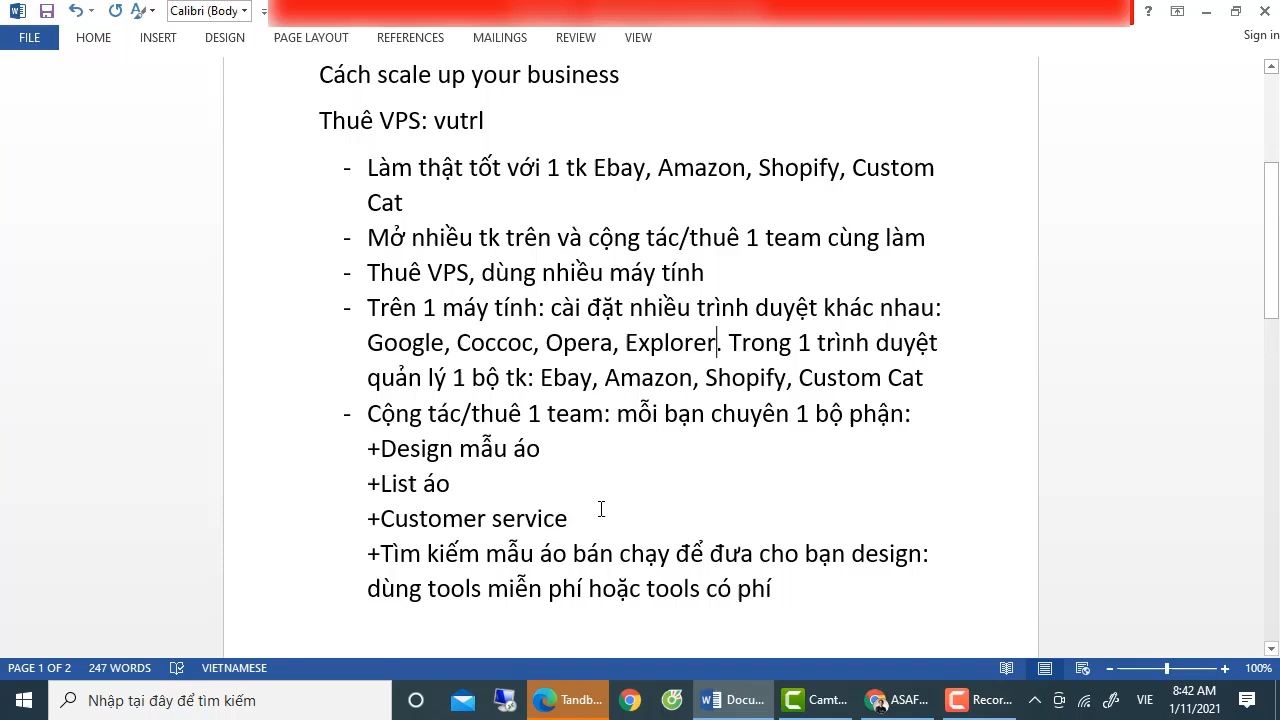 Calibri (Body
?
FILE HOME INSERT DESIGN PAGE LAYOUT REFERENCES MAILINGS REVIEW VIEW Sign in
Cách scale up your business
Thuê VPS: vutrl
- Làm thật tốt với 1 tk Ebay, Amazon, Shopify, Custom
Cat
- Mở nhiều tk trên và cộng tác/thuê 1 team cùng làm
- Thuê VPS, dùng nhiều máy tính
- Trên 1 máy tính: cài đặt nhiều trình duyệt khác nhau:
Google, Coccoc, Opera, Explorer. Trong 1 trình duyệt
quản lý 1 bộ tk: Ebay, Amazon, Shopify, Custom Cat
- Cộng tác/thuê 1 team: mỗi bạn chuyên 1 bộ phận:
+Design mẫu áo
+List áo
+Customer service
+Tìm kiếm mẫu áo bán chạy để đưa cho bạn design:
dùng tools miễn phí hoặc tools có phí
PAGE 1 OF 2 247 WORDS VIETNAMESE 100%
Nhập tại đây để tìm kiếm Tandb... Docu... Camt... ASAF... Recor... VIE 8:42 AM
1/11/2021